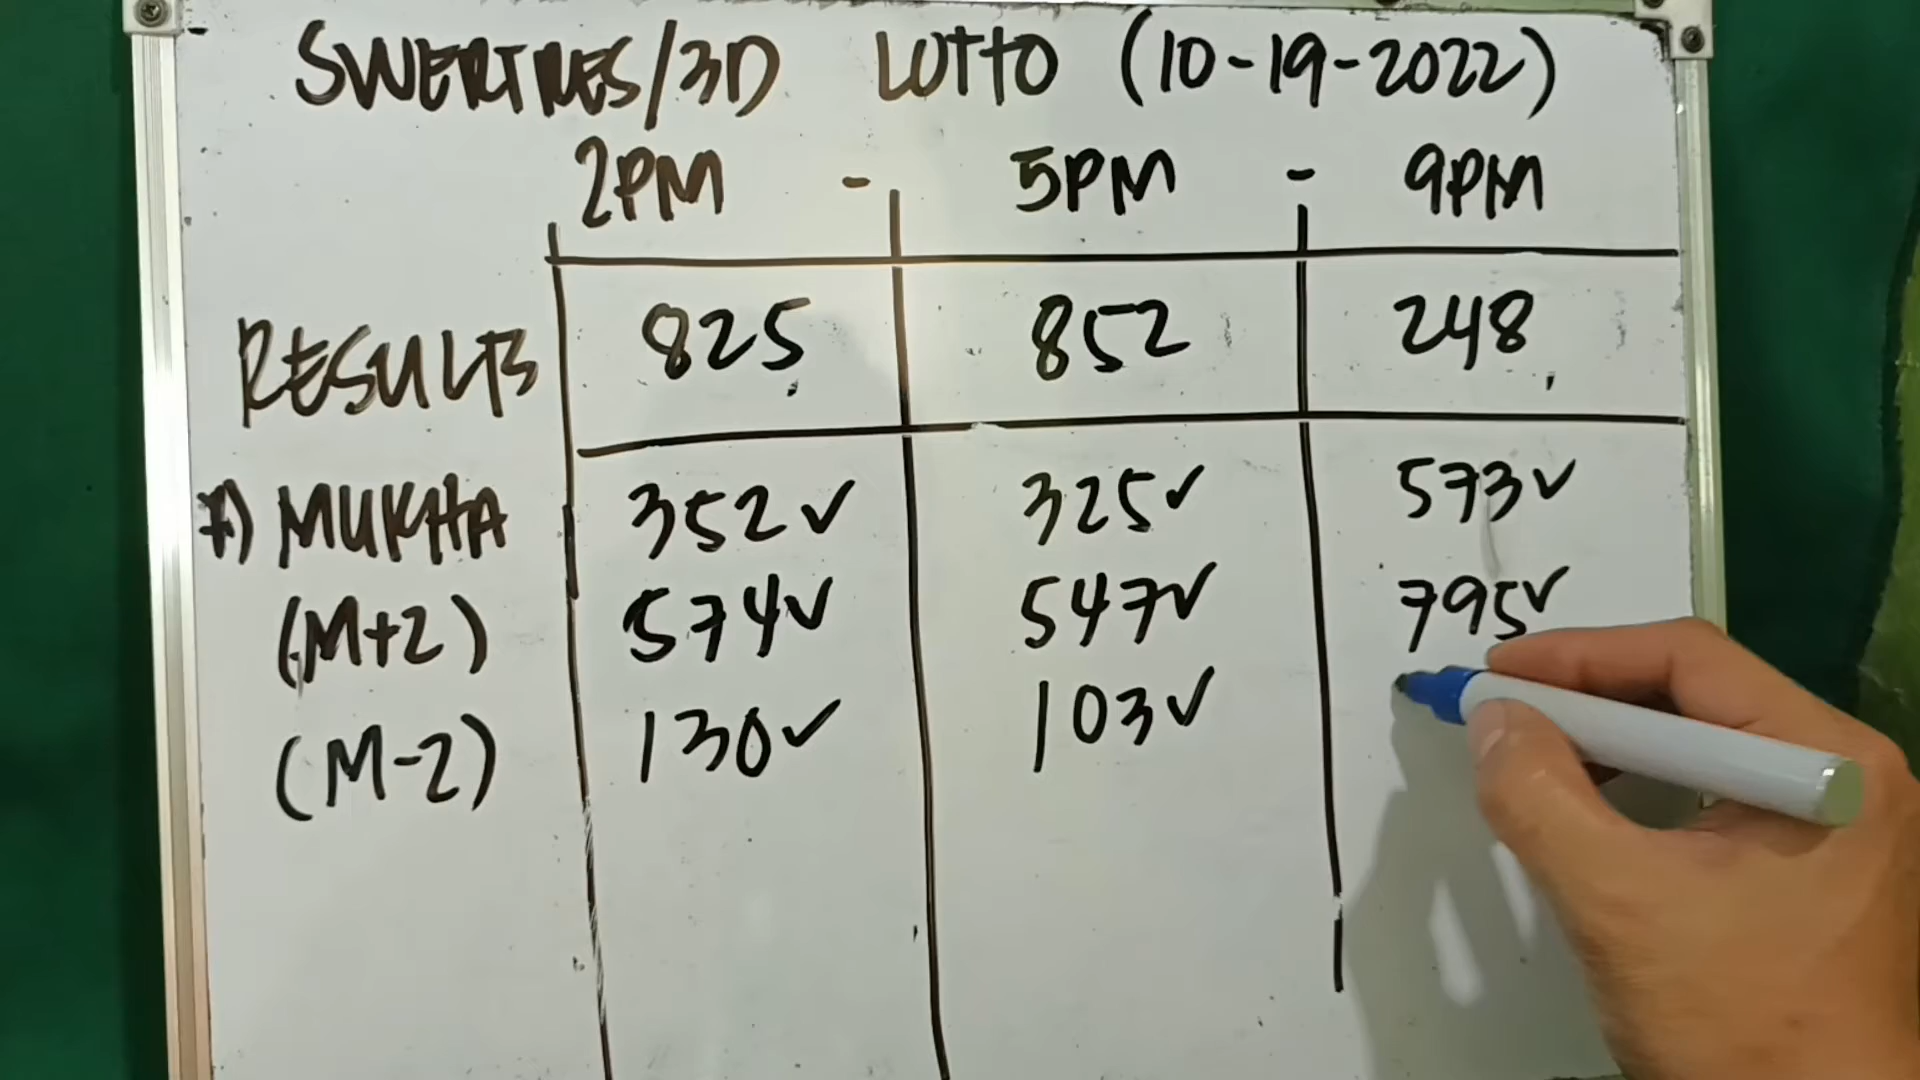 SWERTRES/3D LOTTO (10-19-2022)
2PM - 5PM - 9PM
RESULTS 825 852 248
*) MUKHA 352✓ 325✓ 573✓
(M+2) 574✓ 547✓ 795✓
(M-2) 130✓ 103✓